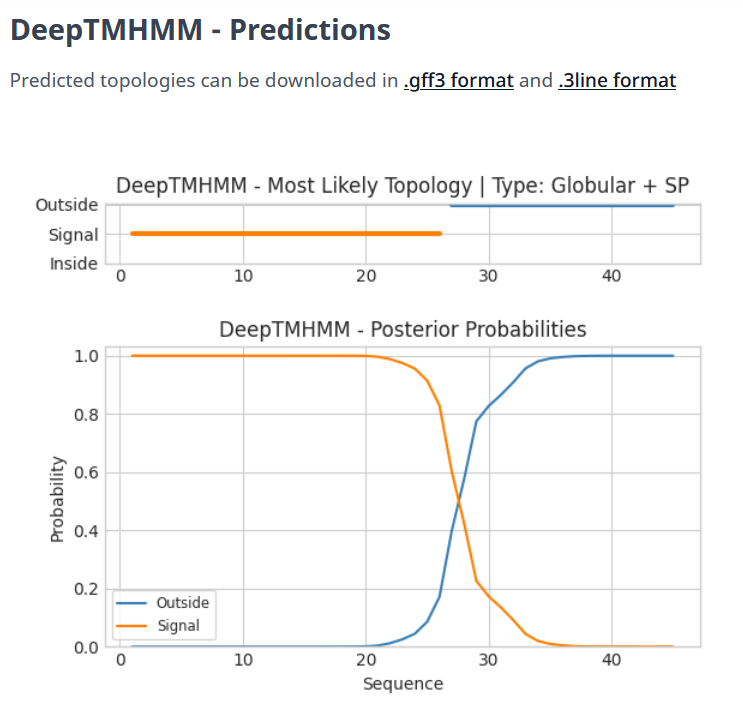 DeepTMHMM - Predictions
Predicted topologies can be downloaded in .gff3 format and .3line format
DeepTMHMM - Most Likely Topology | Type: Globular + SP
Outside
Signal
Inside
0 10 20 30 40
DeepTMHMM - Posterior Probabilities
1.0
0.8
0.6
0.4
0.2
0.0
Probability
Outside
Signal
0 10 20 30 40
Sequence